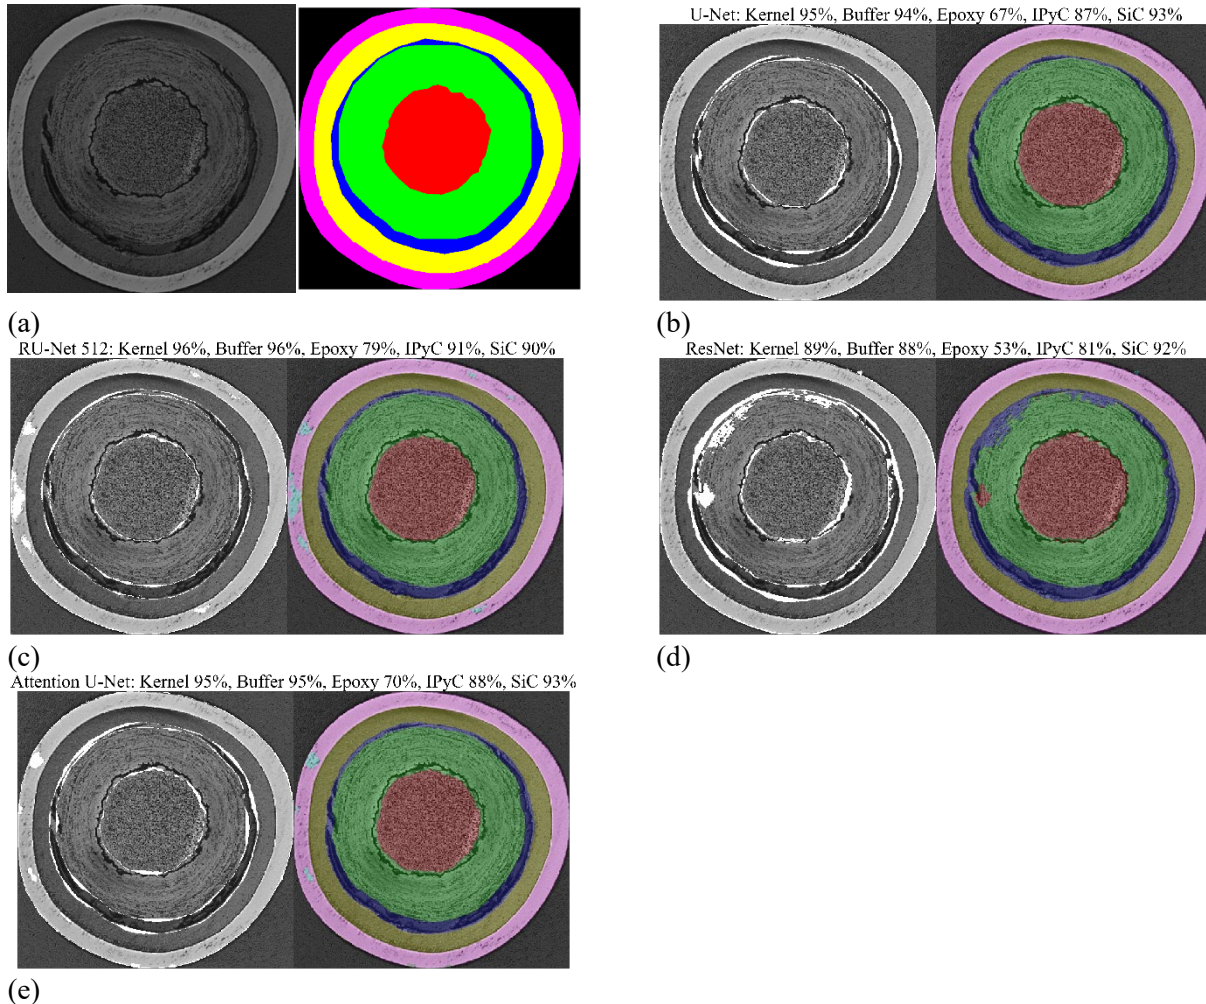 U-Net: Kernel 95%, Buffer 94%, Epoxy 67%, IPyC 87%, SiC 93%
(a)
(b)
RU-Net 512: Kernel 96%, Buffer 96%, Epoxy 79%, IPyC 91%, SiC 90%
ResNet: Kernel 89%, Buffer 88%, Epoxy 53%, IPyC 81%, SiC 92%
(c)
(d)
Attention U-Net: Kernel 95%, Buffer 95%, Epoxy 70%, IPyC 88%, SiC 93%
(e)